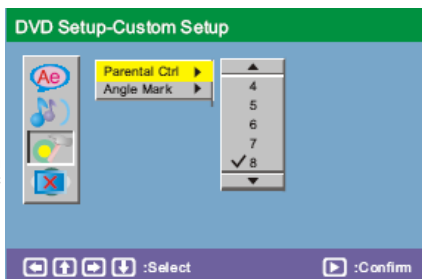 DVD Setup-Custom Setup
Ae
Parental Ctrl
Angle Mark
4
5
6
7
8
:Select
:Confirm